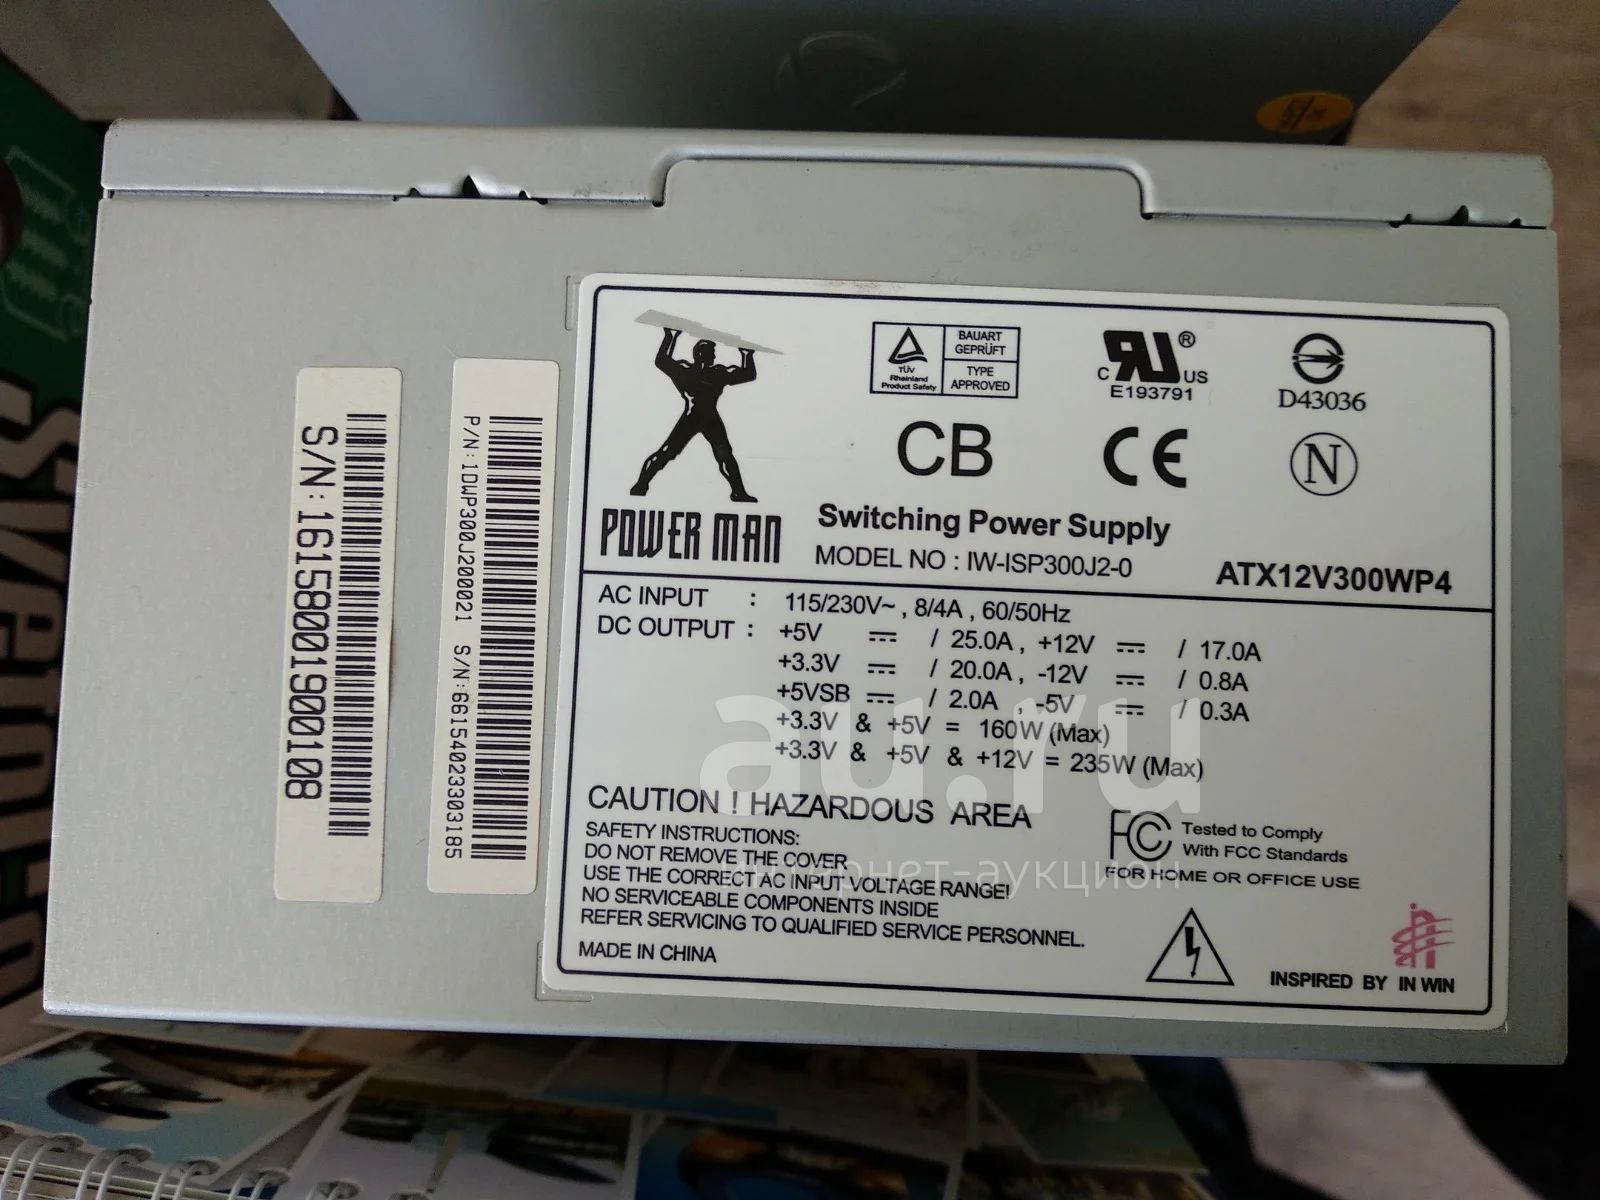 S/N:16158001900108
P/N:1DWP300J200021 S/N:66154023303185
POWER MAN
TÜV
Rheinland
Product Safety
BAUART
GEPRÜFT
TYPE
APPROVED
c RU ® US
E193791
D43036
CB
CE
N
Switching Power Supply
MODEL NO : IW-ISP300J2-0
ATX12V300WP4
AC INPUT : 115/230V~ , 8/4A , 60/50Hz
DC OUTPUT : +5V / 25.0A , +12V / 17.0A
+3.3V / 20.0A , -12V / 0.8A
+5VSB / 2.0A , -5V / 0.3A
+3.3V & +5V = 160W (Max)
+3.3V & +5V & +12V = 235W (Max)
au.ru
интернет-аукцион
CAUTION ! HAZARDOUS AREA
SAFETY INSTRUCTIONS:
DO NOT REMOVE THE COVER
USE THE CORRECT AC INPUT VOLTAGE RANGE!
NO SERVICEABLE COMPONENTS INSIDE
REFER SERVICING TO QUALIFIED SERVICE PERSONNEL.
MADE IN CHINA
FC Tested to Comply
With FCC Standards
FOR HOME OR OFFICE USE
INSPIRED BY IN WIN